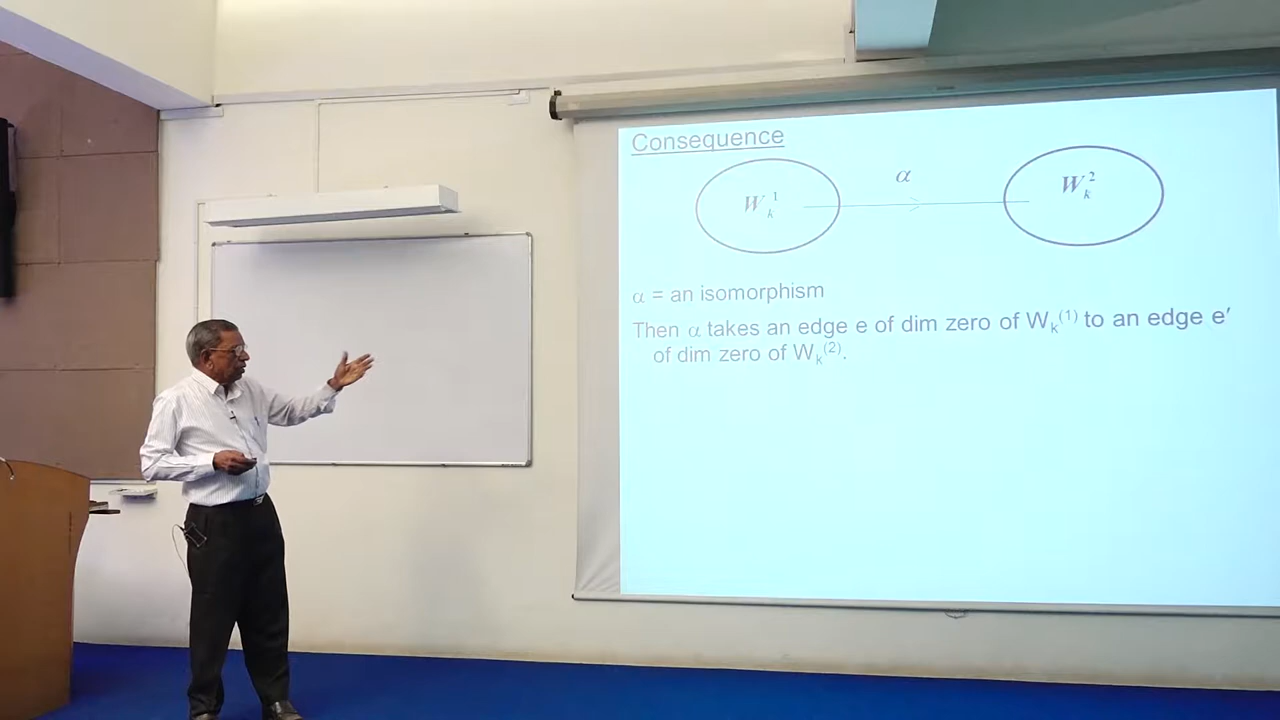 Consequence
W_k^1 α W_k^2
α = an isomorphism
Then α takes an edge e of dim zero of W_k^(1) to an edge e′
of dim zero of W_k^(2).